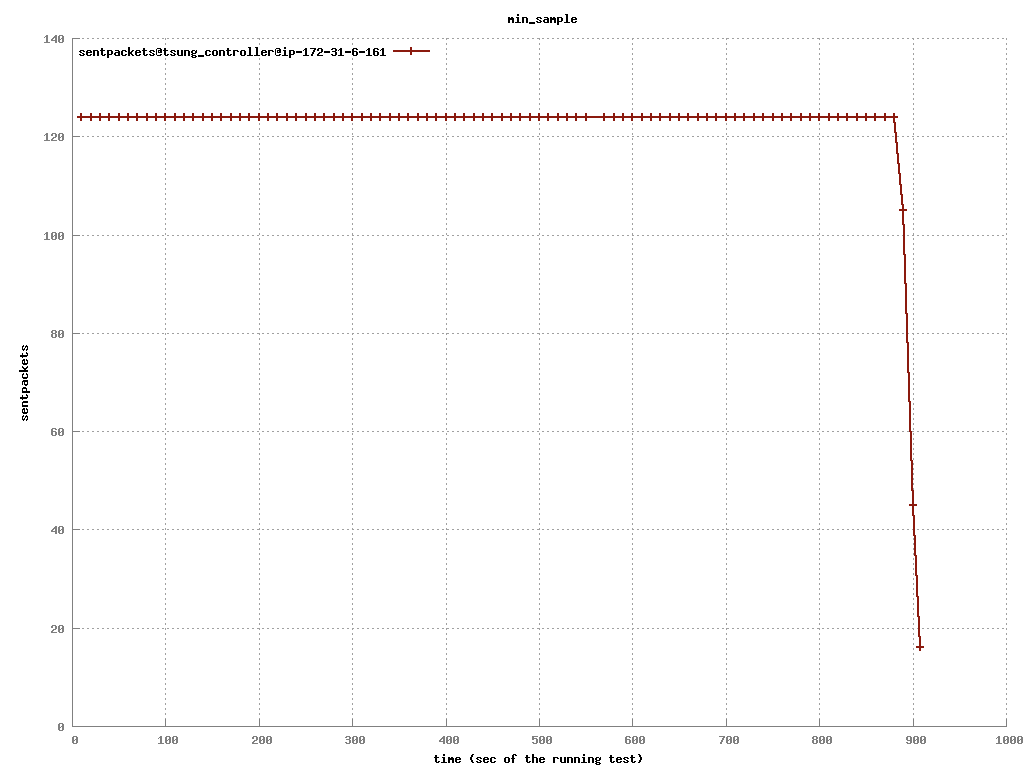 min_sample
140
sentpackets@tsung_controller@ip-172-31-6-161
120
100
80
60
40
20
0
sentpackets
0 100 200 300 400 500 600 700 800 900 1000
time (sec of the running test)